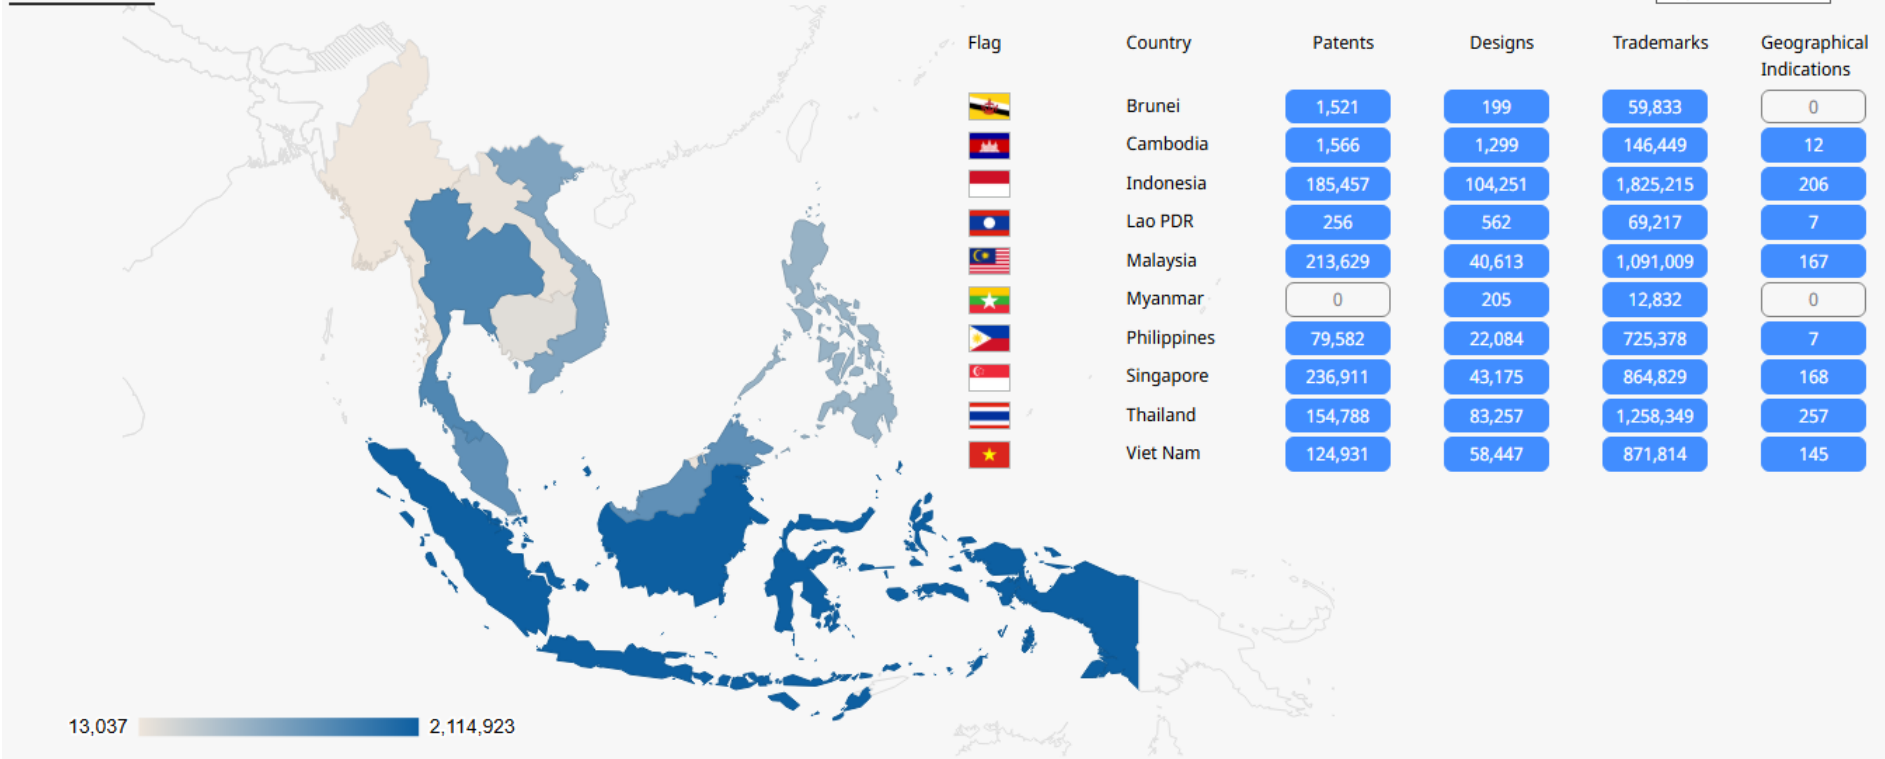 Flag Country Patents Designs Trademarks Geographical
Indications
Brunei 1,521 199 59,833 0
Cambodia 1,566 1,299 146,449 12
Indonesia 185,457 104,251 1,825,215 206
Lao PDR 256 562 69,217 7
Malaysia 213,629 40,613 1,091,009 167
Myanmar 0 205 12,832 0
Philippines 79,582 22,084 725,378 7
Singapore 236,911 43,175 864,829 168
Thailand 154,788 83,257 1,258,349 257
Viet Nam 124,931 58,447 871,814 145
13,037 2,114,923